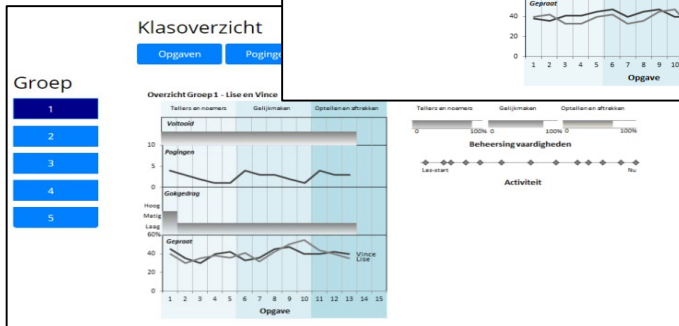 Klasoverzicht
Opgaven
Poginge
Groep
1
2
3
4
5
Overzicht Groep 1 - Lise en Vince
Tellers en noemers
Gelijkmaken
Optellen en aftrekken
Voltooid
10
Pogingen
5
0
Gokgedrag
Hoog
Matig
Laag
60%
Gepraat
40
20
0
Vince
Lise
1 2 3 4 5 6 7 8 9 10 11 12 13 14 15
Opgave
Gepraat
40
20
0
1 2 3 4 5 6 7 8 9 10
Opgave
Tellers en noemers
Gelijkmaken
Optellen en aftrekken
0 100% 0 100% 0 100%
Beheersing vaardigheden
Les-start
Nu
Activiteit